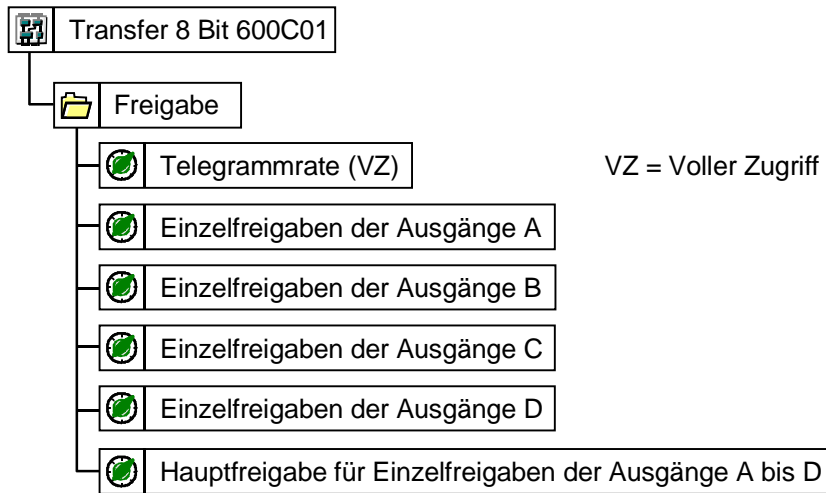 Transfer 8 Bit 600C01
Freigabe
Telegrammrate (VZ) VZ = Voller Zugriff
Einzelfreigaben der Ausgänge A
Einzelfreigaben der Ausgänge B
Einzelfreigaben der Ausgänge C
Einzelfreigaben der Ausgänge D
Hauptfreigabe für Einzelfreigaben der Ausgänge A bis D